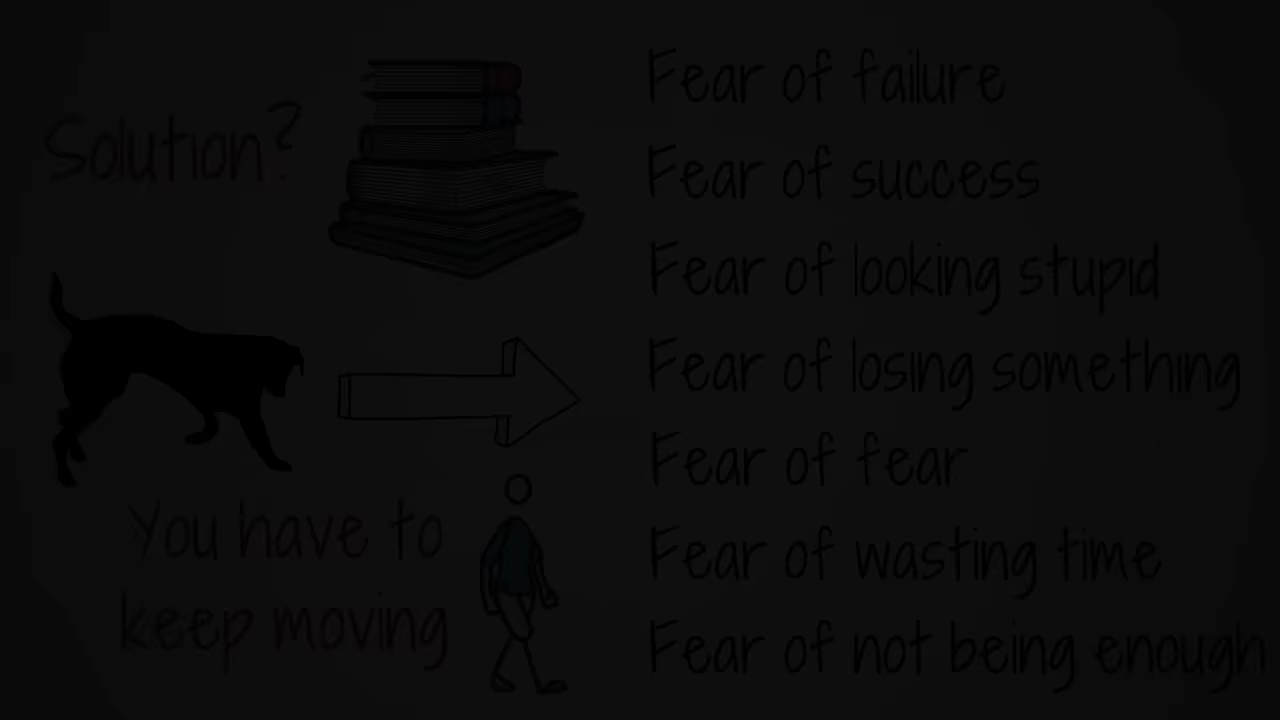 Solution?
You have to
keep moving
Fear of failure
Fear of success
Fear of looking stupid
Fear of losing something
Fear of fear
Fear of wasting time
Fear of not being enough